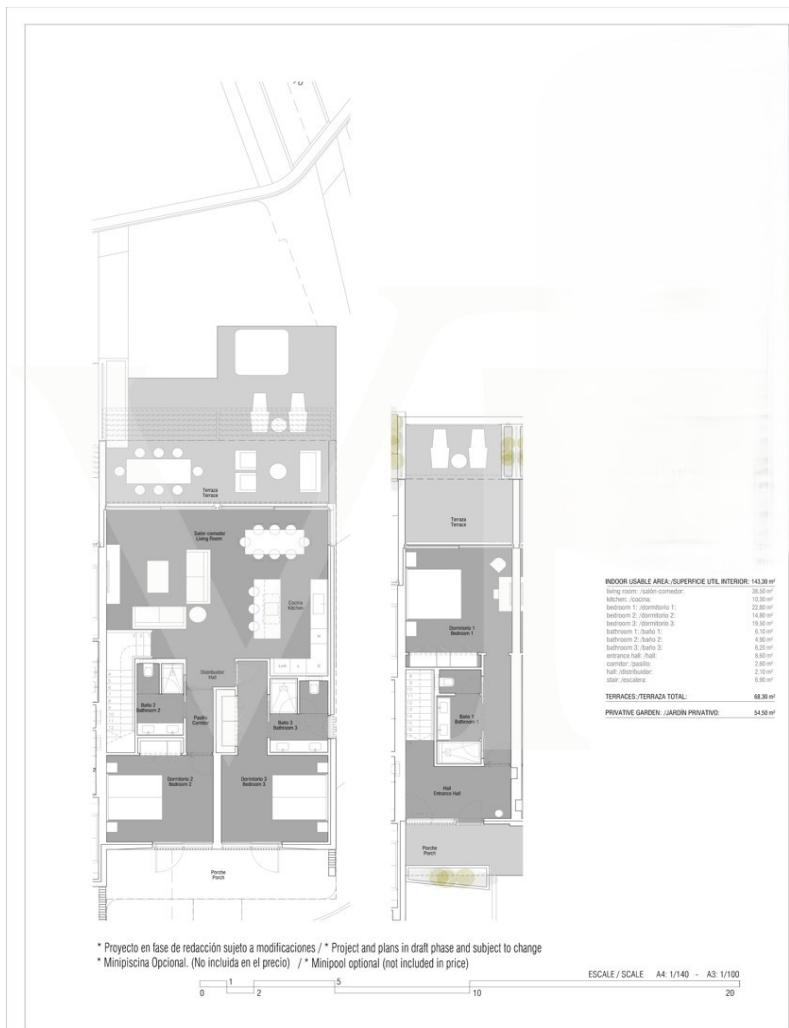 Terraza
Terrace
Salón-comedor
Living Room
Cocina
Kitchen
Distribuidor
Hall
Baño 2
Bathroom 2
Pasillo
Corridor
Baño 3
Bathroom 3
Dormitorio 2
Bedroom 2
Dormitorio 3
Bedroom 3
Porche
Porch
Terraza
Terrace
Dormitorio 1
Bedroom 1
Baño 1
Bathroom 1
Hall
Entrance Hall
Porche
Porch
INDOOR USABLE AREA:/SUPERFICIE UTIL INTERIOR: 143,30 m²
living room: /salón-comedor: 38,50 m²
kitchen: /cocina: 10,30 m²
bedroom 1: /dormitorio 1: 22,80 m²
bedroom 2: /dormitorio 2: 14,80 m²
bedroom 3: /dormitorio 3: 19,50 m²
bathroom 1: /baño 1: 6,10 m²
bathroom 2: /baño 2: 4,90 m²
bathroom 3: /baño 3: 6,20 m²
entrance hall: /hall: 8,60 m²
corridor: /pasillo: 2,80 m²
hall: /distribuidor: 2,10 m²
stair: /escalera: 6,90 m²
TERRACES:/TERRAZA TOTAL: 68,30 m²
PRIVATIVE GARDEN: /JARDÍN PRIVATIVO: 54,50 m²
* Proyecto en fase de redacción sujeto a modificaciones / * Project and plans in draft phase and subject to change
* Minipiscina Opcional. (No incluida en el precio) / * Minipool optional (not included in price)
ESCALE / SCALE A4: 1/140 - A3: 1/100
0 1 2 5 10 20